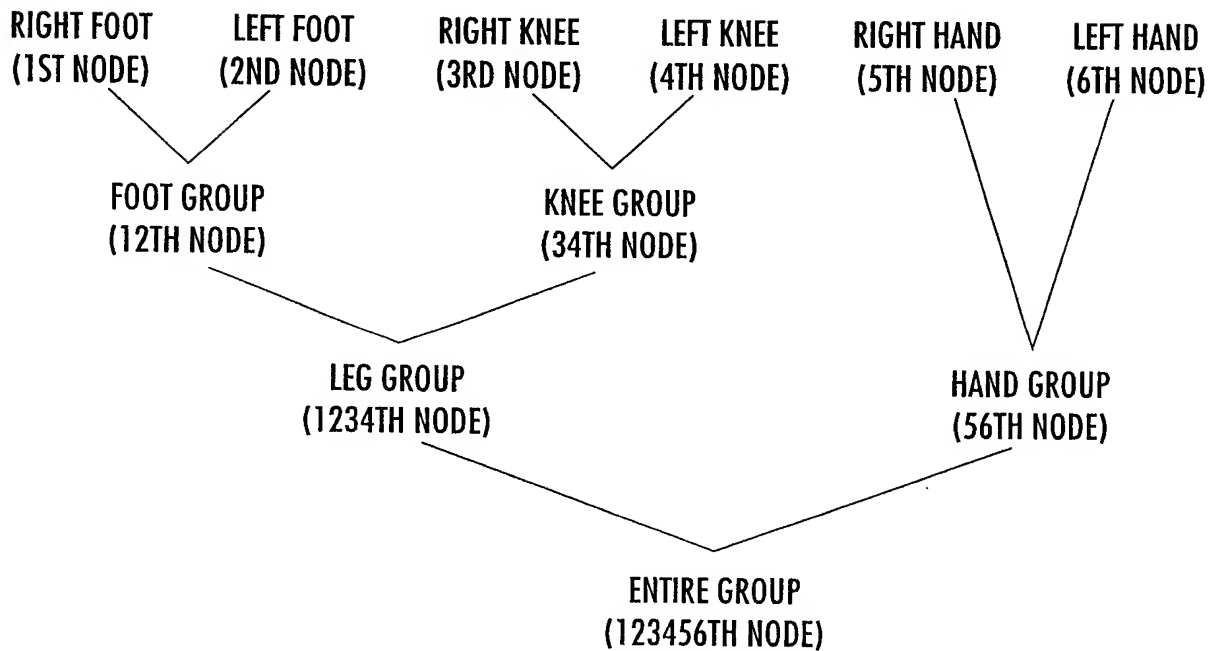 RIGHT FOOT
(1ST NODE)
LEFT FOOT
(2ND NODE)
RIGHT KNEE
(3RD NODE)
LEFT KNEE
(4TH NODE)
RIGHT HAND
(5TH NODE)
LEFT HAND
(6TH NODE)
FOOT GROUP
(12TH NODE)
KNEE GROUP
(34TH NODE)
LEG GROUP
(1234TH NODE)
HAND GROUP
(56TH NODE)
ENTIRE GROUP
(123456TH NODE)